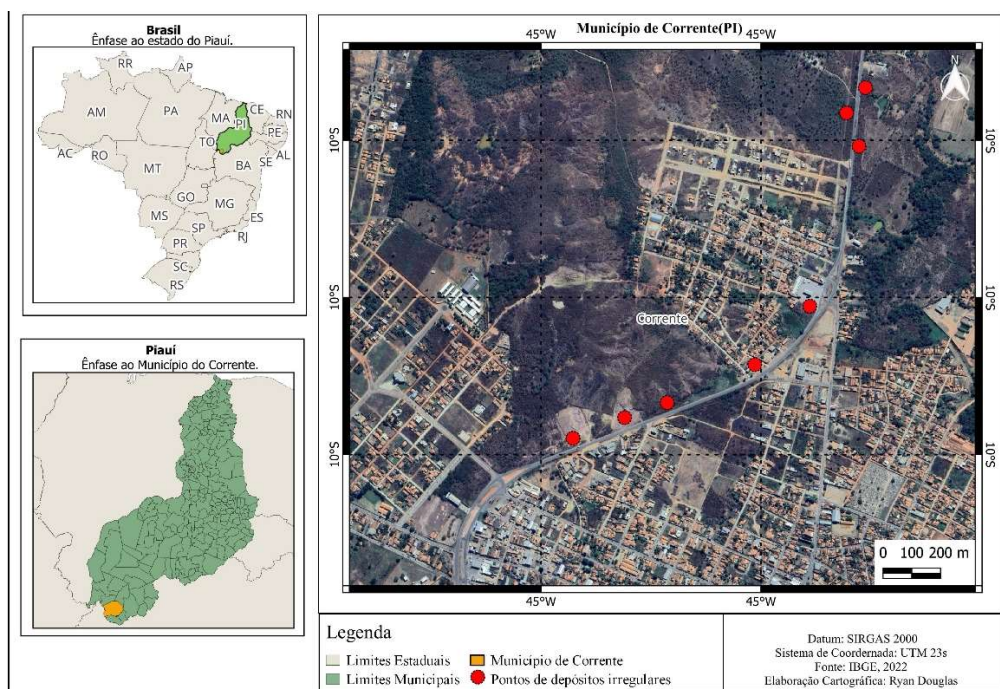 Brasil
Ênfase ao estado do Piauí.
RR
AP
AM
PA
MA
CE
PI
RN
PE
AL
SE
TO
AC
RO
MT
BA
GO
MG
ES
MS
SP
RJ
PR
SC
RS
Piauí
Ênfase ao Município do Corrente.
Município de Corrente(PI)
45°W
45°W
N
10°S
10°S
10°S
10°S
Corrente
10°S
10°S
0 100 200 m
45°W
45°W
Legenda
Limites Estaduais
Município de Corrente
Limites Municipais
Pontos de depósitos irregulares
Datum: SIRGAS 2000
Sistema de Coordernada: UTM 23s
Fonte: IBGE, 2022
Elaboração Cartográfica: Ryan Douglas